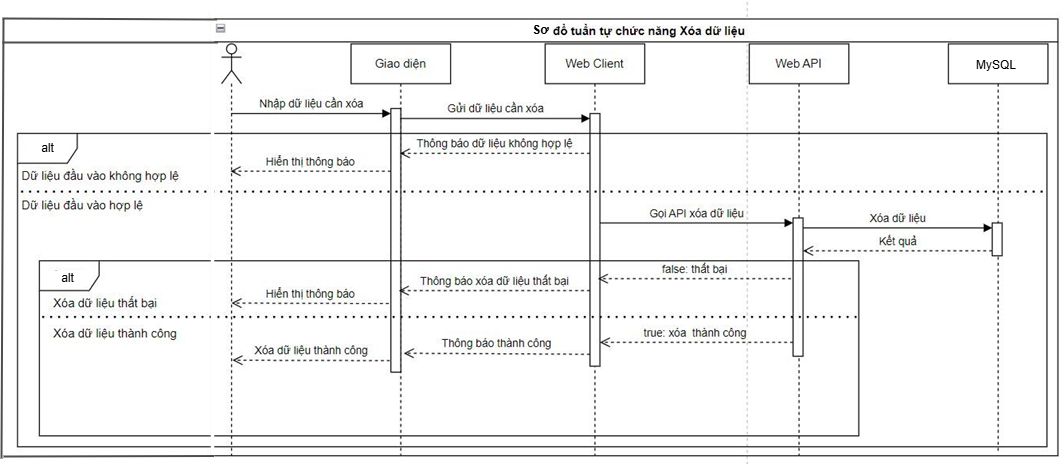 Sơ đồ tuần tự chức năng Xóa dữ liệu
Giao diện
Web Client
Web API
MySQL
Nhập dữ liệu cần xóa
Gửi dữ liệu cần xóa
alt
Thông báo dữ liệu không hợp lệ
Hiển thị thông báo
Dữ liệu đầu vào không hợp lệ
Dữ liệu đầu vào hợp lệ
Gọi API xóa dữ liệu
Xóa dữ liệu
Kết quả
alt
false: thất bại
Thông báo xóa dữ liệu thất bại
Hiển thị thông báo
Xóa dữ liệu thất bại
Xóa dữ liệu thành công
true: xóa thành công
Thông báo thành công
Xóa dữ liệu thành công